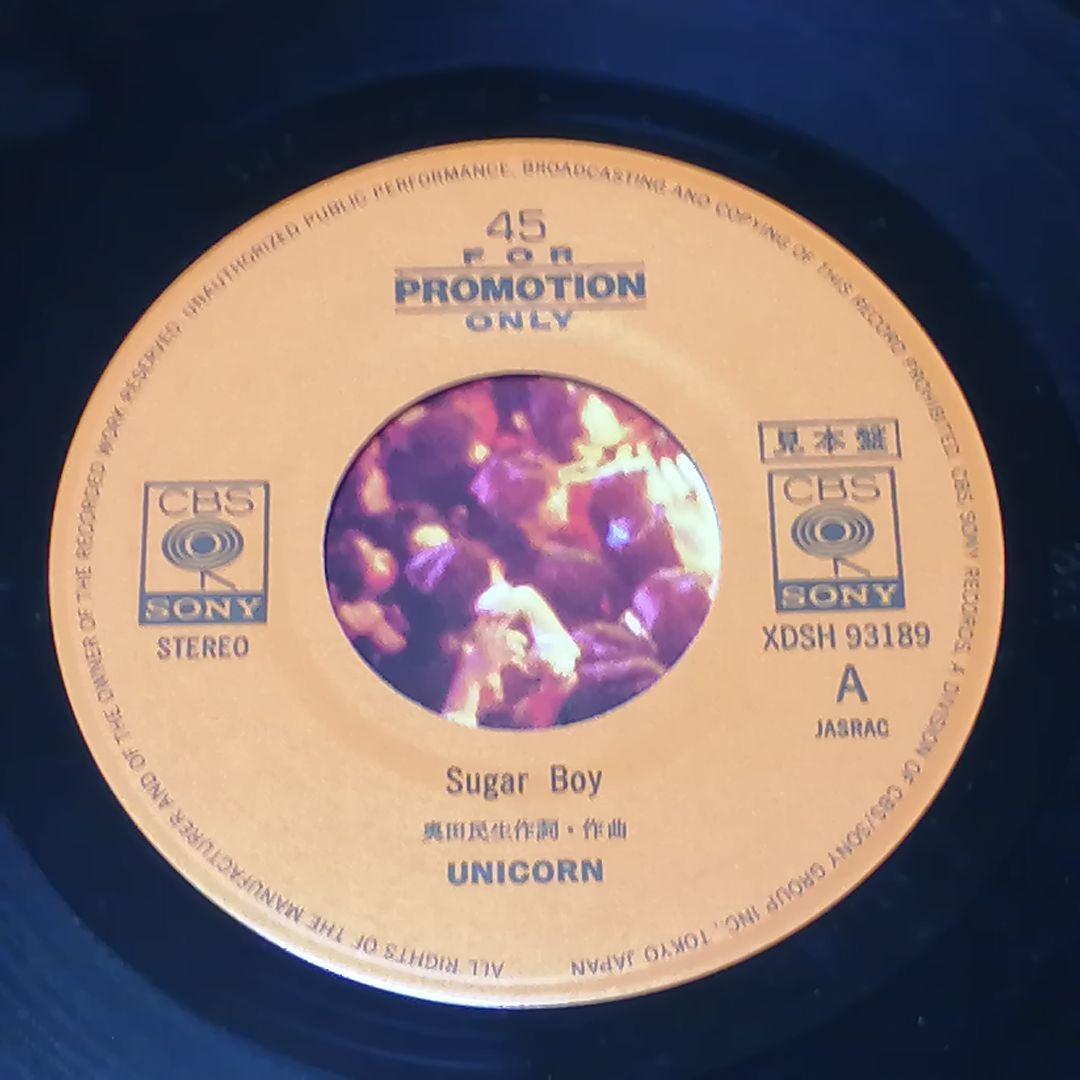 45
FOR
PROMOTION
ONLY
見本盤
CBS
SONY
STEREO
CBS
SONY
XDSH 93189
A
JASRAC
Sugar Boy
奥田民生作詞・作曲
UNICORN
ALL RIGHTS OF THE MANUFACTURER AND OF THE OWNER OF THE RECORDED WORK RESERVED. UNAUTHORIZED PUBLIC PERFORMANCE, BROADCASTING AND COPYING OF THIS RECORD PROHIBITED. CBS SONY RECORDS, A DIVISION OF CBS/SONY GROUP INC., TOKYO JAPAN